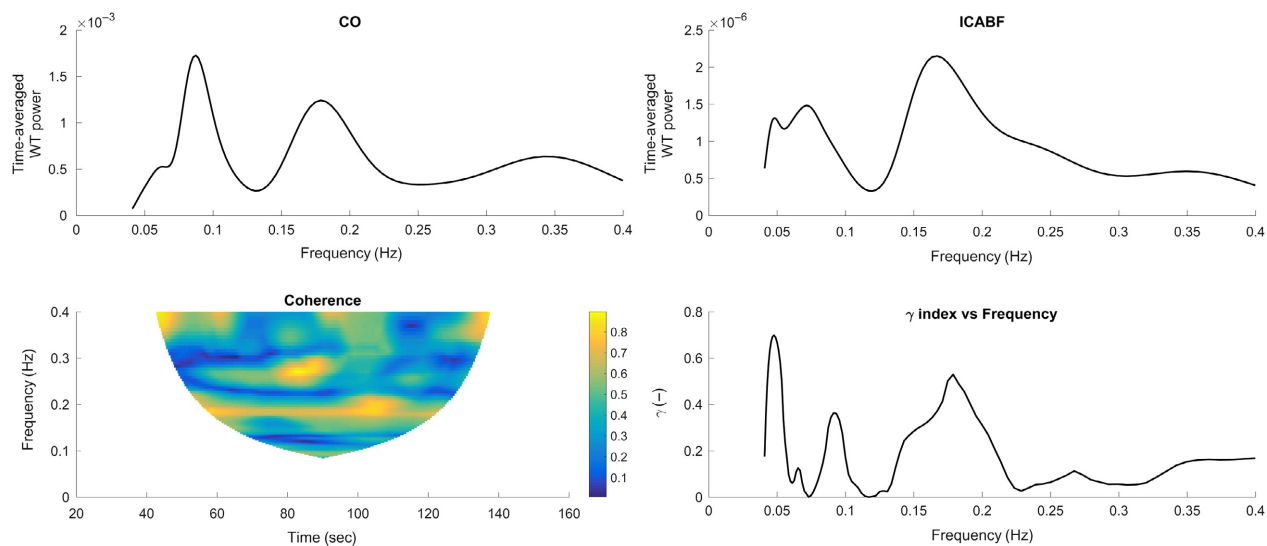 CO
×10⁻³
2
1.5
1
0.5
0
Time-averaged
WT power
0 0.05 0.1 0.15 0.2 0.25 0.3 0.35 0.4
Frequency (Hz)
ICABF
×10⁻⁶
2.5
2
1.5
1
0.5
0
Time-averaged
WT power
0 0.05 0.1 0.15 0.2 0.25 0.3 0.35 0.4
Frequency (Hz)
Coherence
0.4
0.3
0.2
0.1
0
Frequency (Hz)
20 40 60 80 100 120 140 160
Time (sec)
0.8
0.7
0.6
0.5
0.4
0.3
0.2
0.1
γ index vs Frequency
0.8
0.6
0.4
0.2
0
γ (–)
0 0.05 0.1 0.15 0.2 0.25 0.3 0.35 0.4
Frequency (Hz)